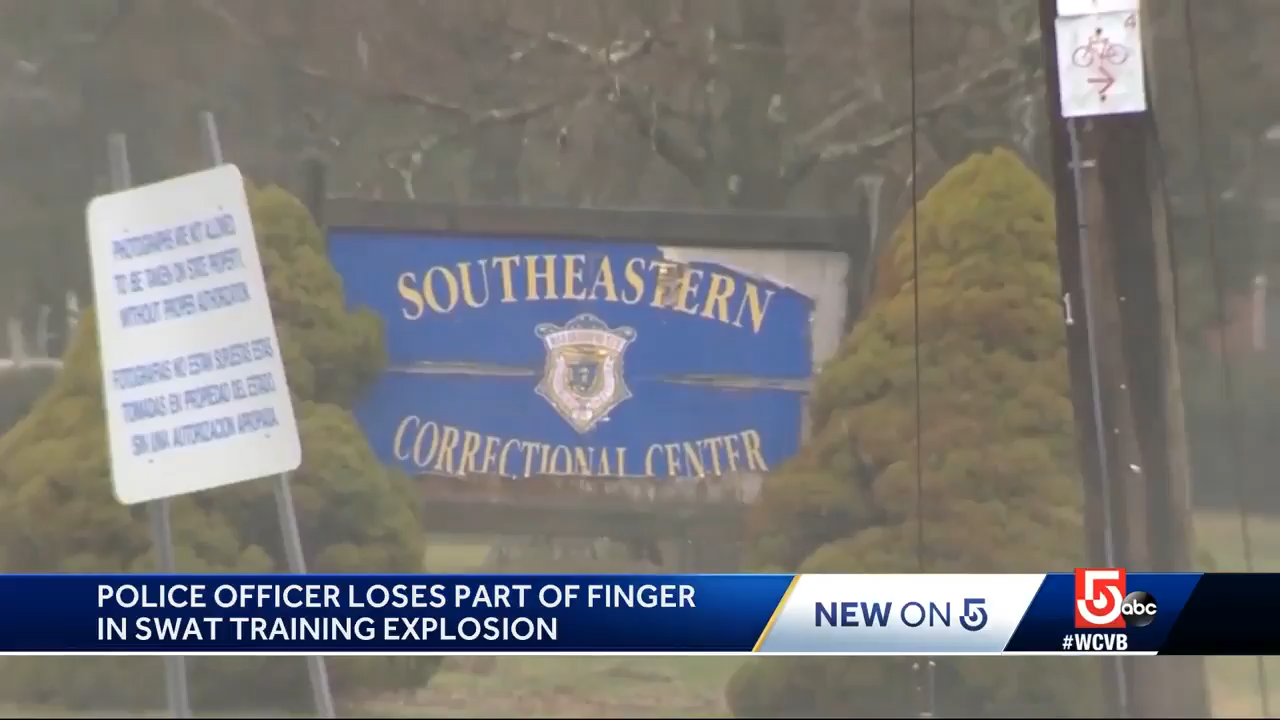 4
PHOTOGRAPHS ARE NOT ALLOWED
TO BE TAKEN ON STATE PROPERTY
WITHOUT PROPER AUTHORIZATION
FOTOGRAFIAS NO ESTAN SUPUESTAS
TOMADAS EN PROPIEDAD DEL ESTADO
SIN UNA AUTORIZACION APROPIADA
SOUTHEASTERN
CORRECTIONAL CENTER
POLICE OFFICER LOSES PART OF FINGER
IN SWAT TRAINING EXPLOSION
NEW ON 5
5 abc
#WCVB